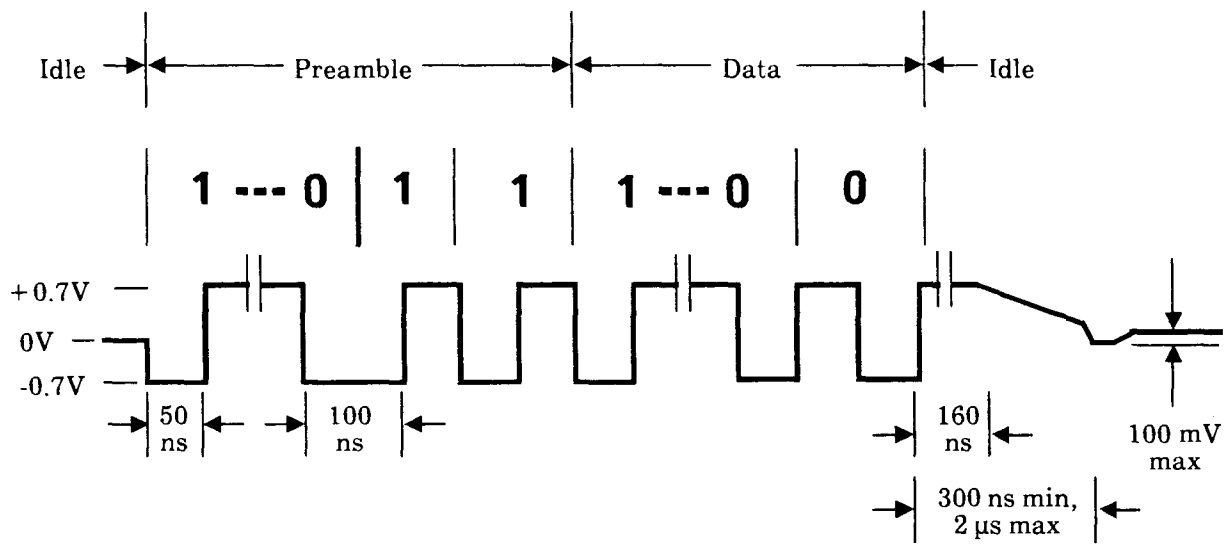 Idle Preamble Data Idle
1 --- 0 1 1 1 --- 0 0
+0.7V
0V
-0.7V
50 ns
100 ns
160 ns
100 mV max
300 ns min,
2 µs max